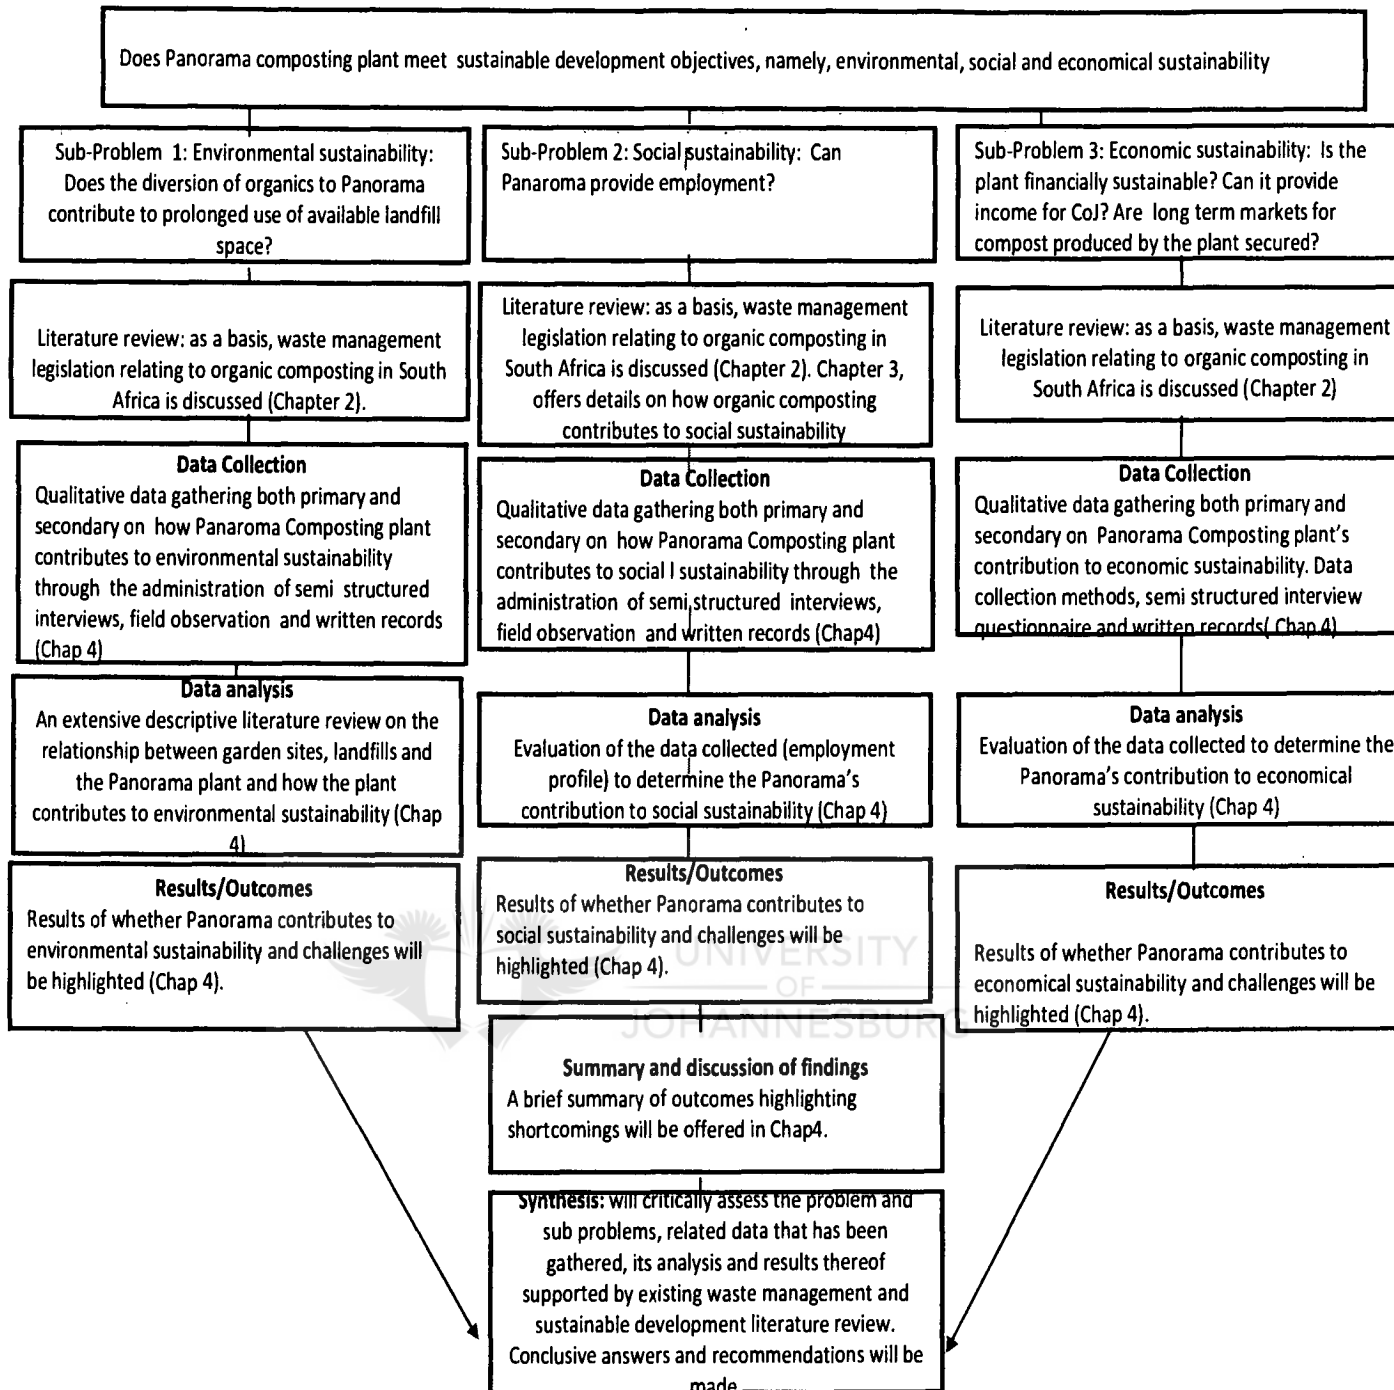 Does Panorama composting plant meet sustainable development objectives, namely, environmental, social and economical sustainability
Sub-Problem 1: Environmental sustainability:
Does the diversion of organics to Panorama
contribute to prolonged use of available landfill
space?
Sub-Problem 2: Social sustainability: Can
Panaroma provide employment?
Sub-Problem 3: Economic sustainability: Is the
plant financially sustainable? Can it provide
income for CoJ? Are long term markets for
compost produced by the plant secured?
Literature review: as a basis, waste management
legislation relating to organic composting in South
Africa is discussed (Chapter 2).
Literature review: as a basis, waste management
legislation relating to organic composting in
South Africa is discussed (Chapter 2). Chapter 3,
offers details on how organic composting
contributes to social sustainability
Literature review: as a basis, waste management
legislation relating to organic composting in
South Africa is discussed (Chapter 2)
Data Collection
Qualitative data gathering both primary and
secondary on how Panaroma Composting plant
contributes to environmental sustainability
through the administration of semi structured
interviews, field observation and written records
(Chap 4)
Data Collection
Qualitative data gathering both primary and
secondary on how Panorama Composting plant
contributes to social l sustainability through the
administration of semi structured interviews,
field observation and written records (Chap4)
Data Collection
Qualitative data gathering both primary and
secondary on Panorama Composting plant's
contribution to economic sustainability. Data
collection methods, semi structured interview
questionnaire and written records( Chap 4)
Data analysis
An extensive descriptive literature review on the
relationship between garden sites, landfills and
the Panorama plant and how the plant
contributes to environmental sustainability (Chap
4)
Data analysis
Evaluation of the data collected (employment
profile) to determine the Panorama's
contribution to social sustainability (Chap 4)
Data analysis
Evaluation of the data collected to determine the
Panorama's contribution to economical
sustainability (Chap 4)
Results/Outcomes
Results of whether Panorama contributes to
environmental sustainability and challenges will
be highlighted (Chap 4).
Results/Outcomes
Results of whether Panorama contributes to
social sustainability and challenges will be
highlighted (Chap 4).
Results/Outcomes
Results of whether Panorama contributes to
economical sustainability and challenges will be
highlighted (Chap 4).
UNIVERSITY
OF
JOHANNESBURG
Summary and discussion of findings
A brief summary of outcomes highlighting
shortcomings will be offered in Chap4.
Synthesis: will critically assess the problem and
sub problems, related data that has been
gathered, its analysis and results thereof
supported by existing waste management and
sustainable development literature review.
Conclusive answers and recommendations will be
made